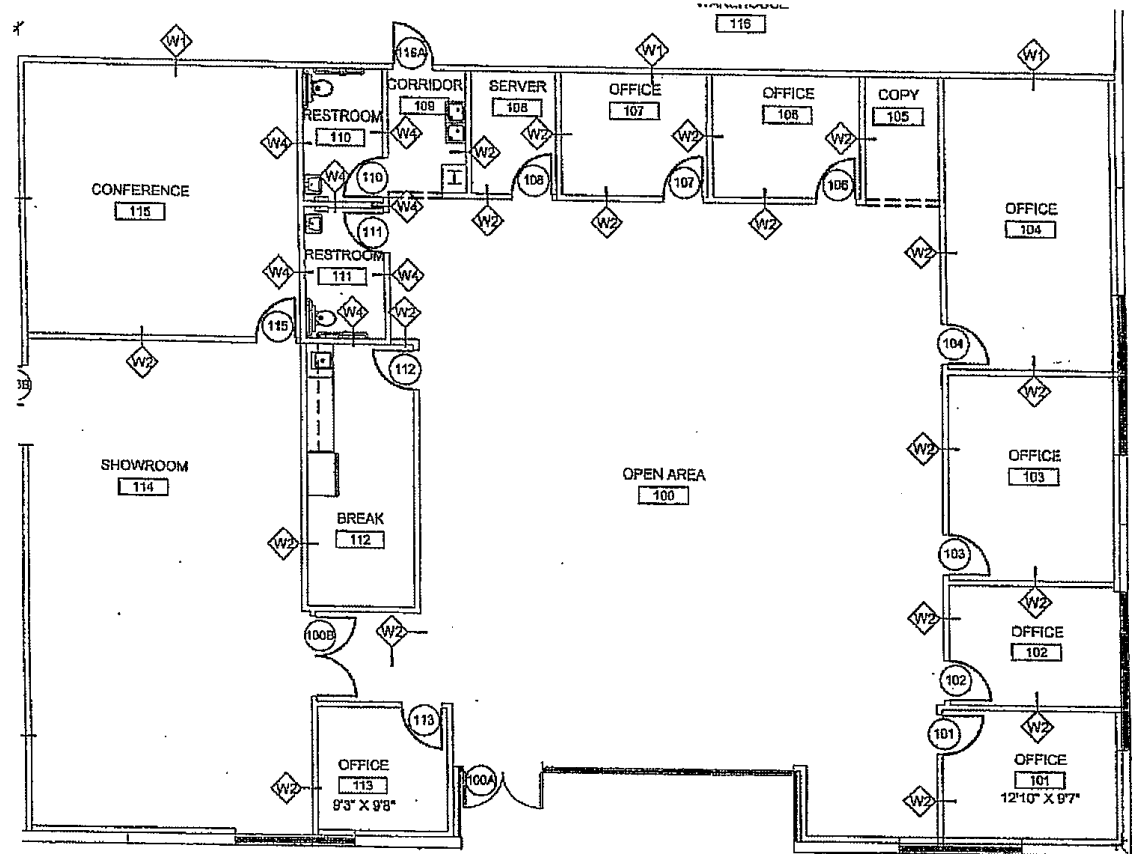 116
W1
W1
W1
116A
CORRIDOR
109
SERVER
108
OFFICE
107
OFFICE
106
COPY
105
RESTROOM
110
W4
W4
W2
W2
W2
W2
W4
110
108
107
106
CONFERENCE
115
W4
W2
W2
W2
OFFICE
104
111
W2
RESTROOM
111
W4
W4
W4
W2
115
W2
112
104
W2
SHOWROOM
114
OPEN AREA
100
W2
OFFICE
103
BREAK
112
W2
103
W2
100B
W2
W2
OFFICE
102
102
113
101
W2
OFFICE
113
9'3" X 9'8"
W2
100A
OFFICE
101
12'10" X 9'7"
W2